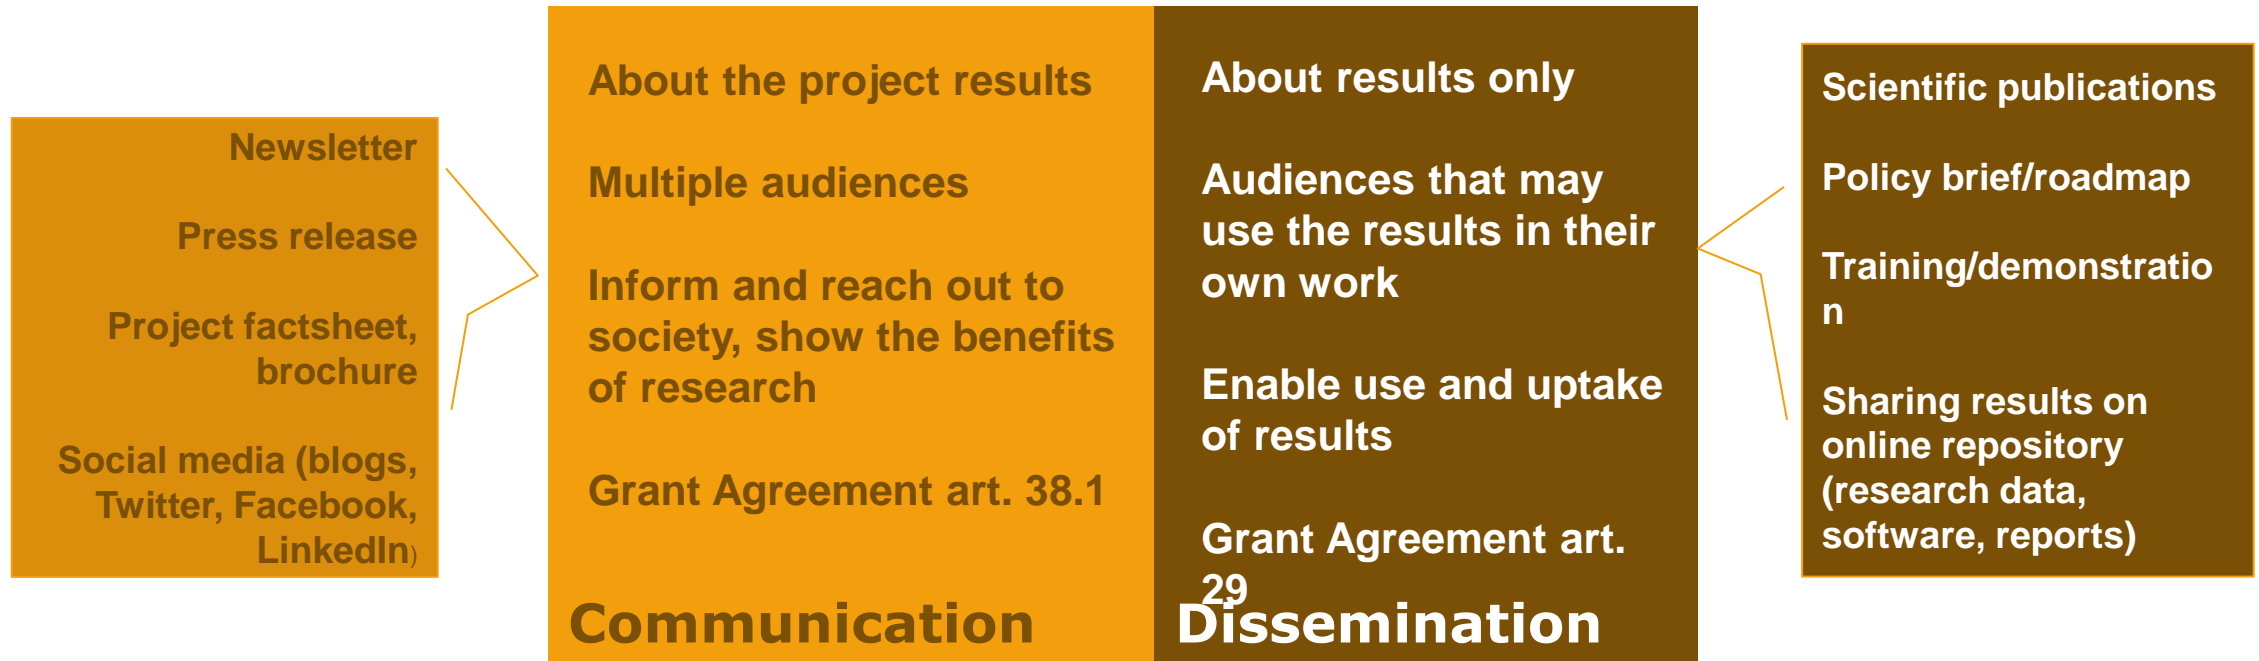 Newsletter
Press release
Project factsheet,
brochure
Social media (blogs,
Twitter, Facebook,
LinkedIn)
About the project results
Multiple audiences
Inform and reach out to
society, show the benefits
of research
Grant Agreement art. 38.1
Communication
About results only
Audiences that may
use the results in their
own work
Enable use and uptake
of results
Grant Agreement art.
29
Dissemination
Scientific publications
Policy brief/roadmap
Training/demonstratio
n
Sharing results on
online repository
(research data,
software, reports)